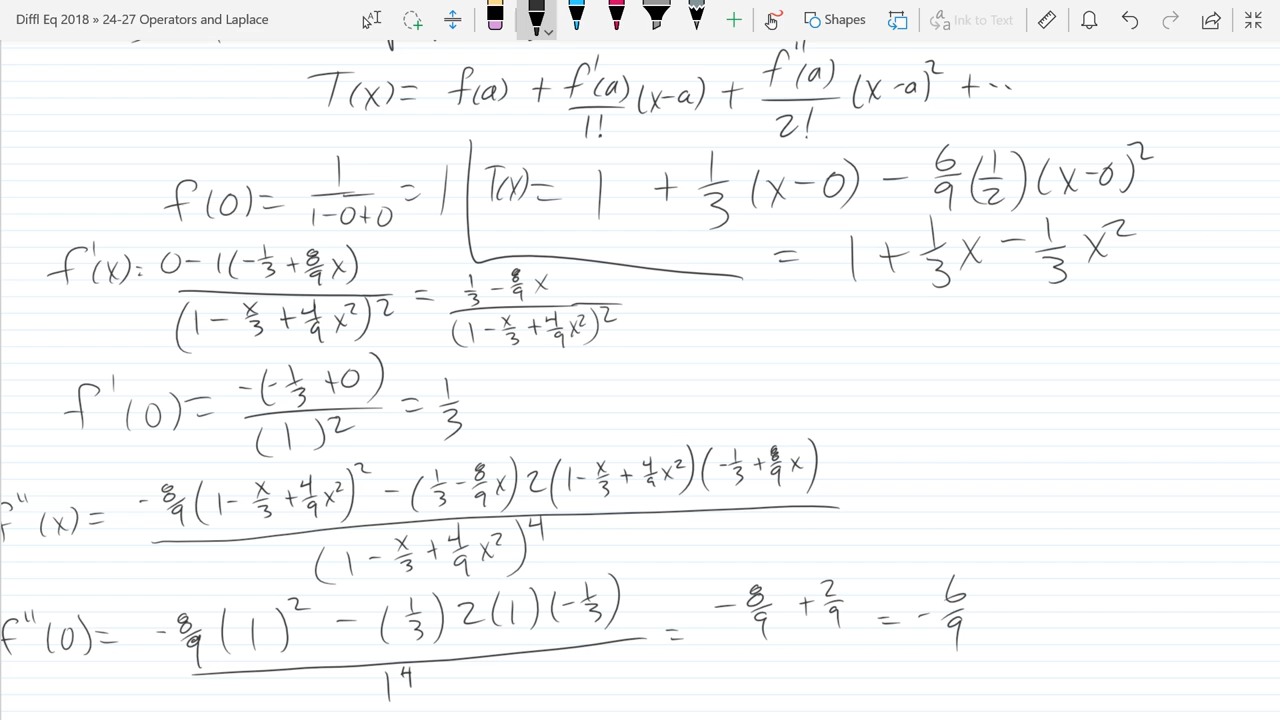 Diffl Eq 2018 » 24-27 Operators and Laplace
Shapes
Ink to Text
T(x) = f(a) + f'(a)/1! (x-a) + f''(a)/2! (x-a)² + ...
f(0) = 1/(1-0+0) = 1
T(x) = 1 + 1/3 (x-0) - 6/9 (1/2) (x-0)²
= 1 + 1/3 x - 1/3 x²
f'(x) = (0 - 1(-1/3 + 8/9 x))/(1 - x/3 + 4/9 x²)² = (1/3 - 8/9 x)/(1 - x/3 + 4/9 x²)²
f'(0) = -(-1/3 + 0)/(1)² = 1/3
f''(x) = (-8/9 (1 - x/3 + 4/9 x²)² - (1/3 - 8/9 x) 2 (1 - x/3 + 4/9 x²)(-1/3 + 8/9 x))/(1 - x/3 + 4/9 x²)⁴
f''(0) = (-8/9 (1)² - (1/3) 2 (1)(-1/3))/1⁴ = -8/9 + 2/9 = -6/9